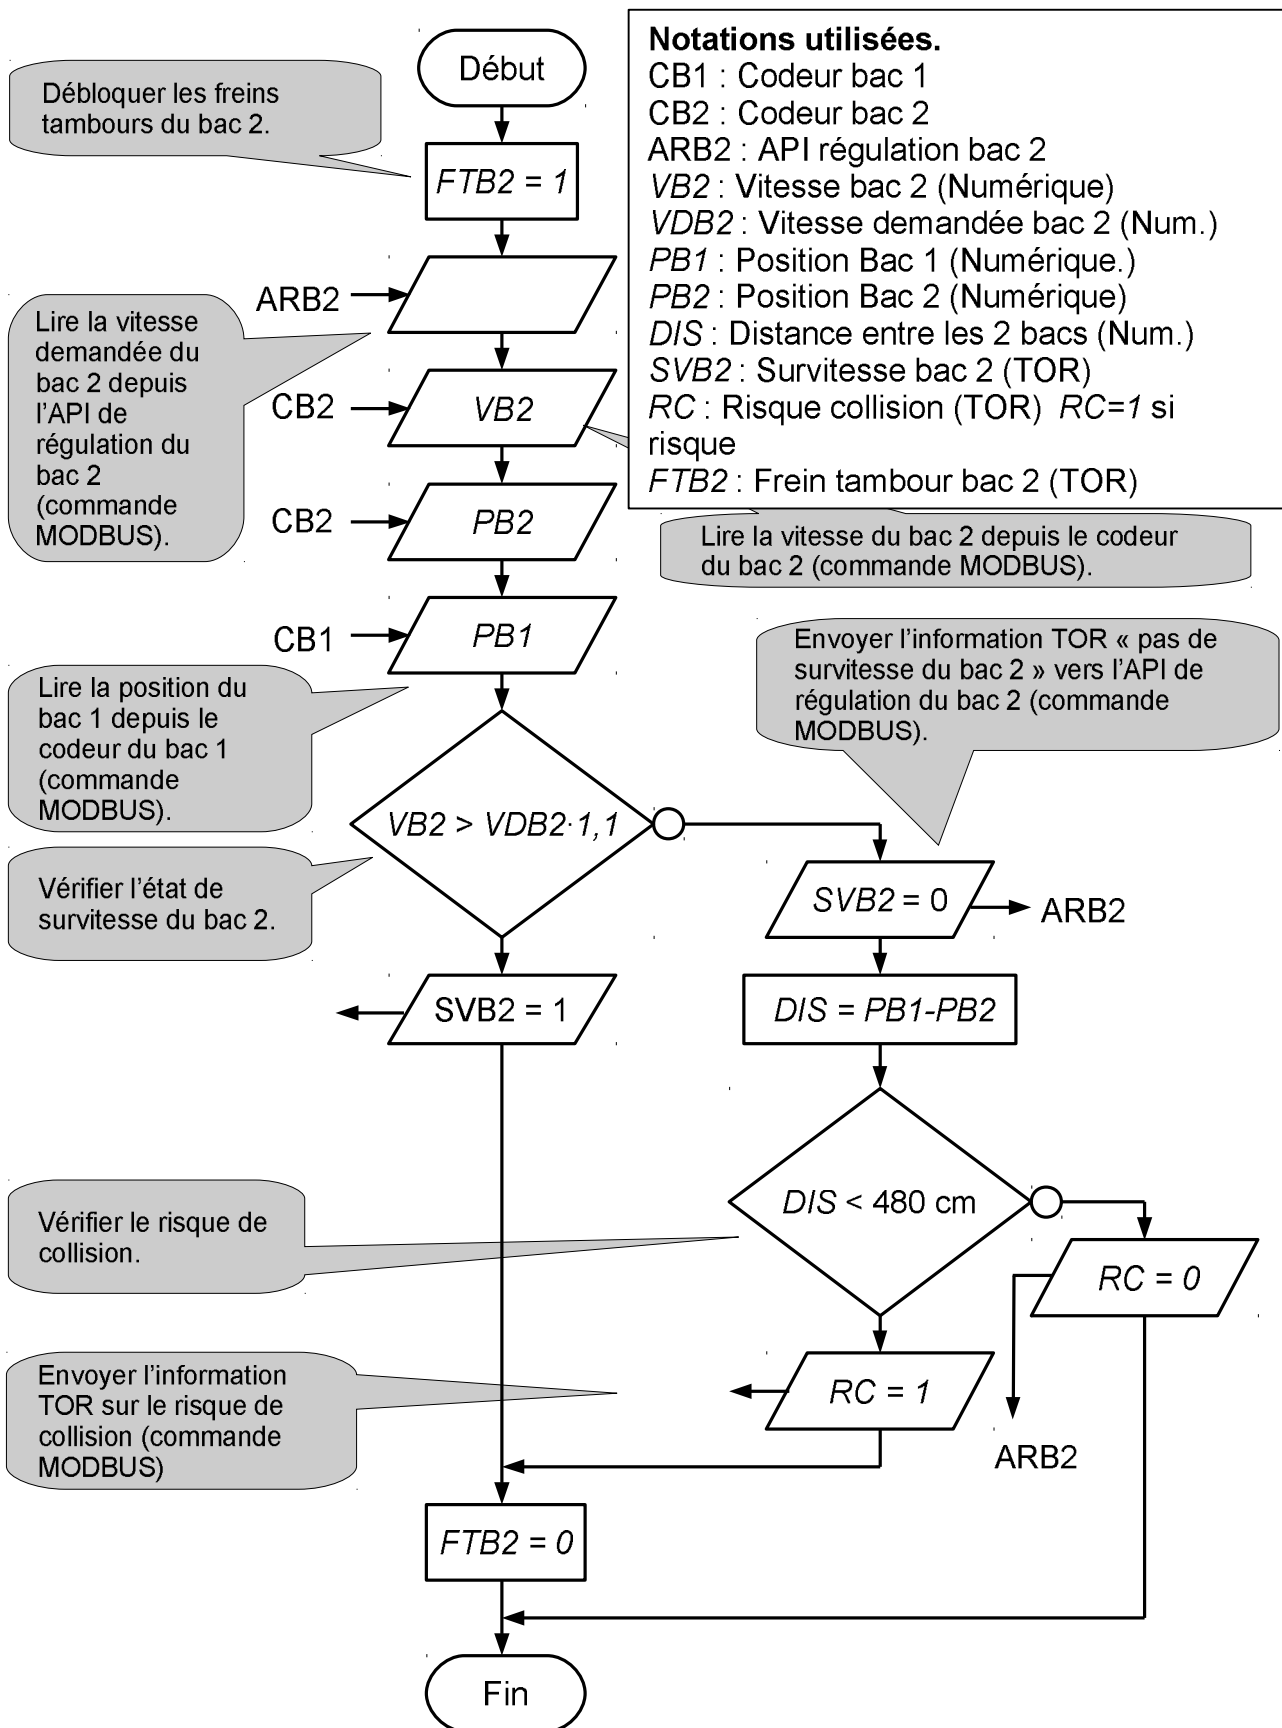 Début
Notations utilisées.
CB1 : Codeur bac 1
CB2 : Codeur bac 2
ARB2 : API régulation bac 2
VB2 : Vitesse bac 2 (Numérique)
VDB2 : Vitesse demandée bac 2 (Num.)
PB1 : Position Bac 1 (Numérique.)
PB2 : Position Bac 2 (Numérique)
DIS : Distance entre les 2 bacs (Num.)
SVB2 : Survitesse bac 2 (TOR)
RC : Risque collision (TOR) RC=1 si
risque
FTB2 : Frein tambour bac 2 (TOR)
Débloquer les freins
tambours du bac 2.
FTB2 = 1
ARB2
Lire la vitesse
demandée du
bac 2 depuis
l’API de
régulation du
bac 2
(commande
MODBUS).
CB2
VB2
Lire la vitesse du bac 2 depuis le codeur
du bac 2 (commande MODBUS).
CB2
PB2
CB1
PB1
Lire la position du
bac 1 depuis le
codeur du bac 1
(commande
MODBUS).
Envoyer l’information TOR « pas de
survitesse du bac 2 » vers l’API de
régulation du bac 2 (commande
MODBUS).
VB2 > VDB2·1,1
Vérifier l’état de
survitesse du bac 2.
SVB2 = 0
ARB2
SVB2 = 1
DIS = PB1-PB2
DIS < 480 cm
Vérifier le risque de
collision.
RC = 0
ARB2
RC = 1
Envoyer l’information
TOR sur le risque de
collision (commande
MODBUS)
FTB2 = 0
Fin